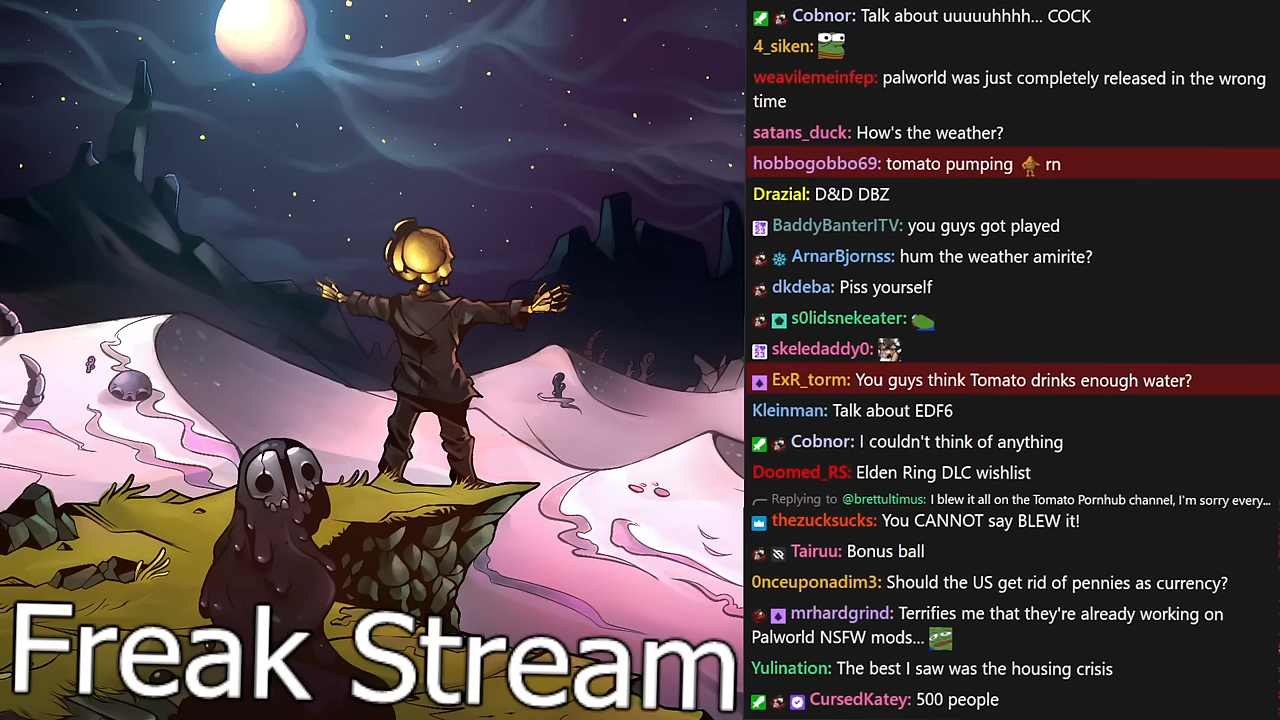 Cobnor: Talk about uuuuuhhhh... COCK
4_siken:
weavilemeinfep: palworld was just completely released in the wrong
time
satans_duck: How's the weather?
hobbogobbo69: tomato pumping rn
Drazial: D&D DBZ
BaddyBanterITV: you guys got played
ArnarBjornss: hum the weather amirite?
dkdeba: Piss yourself
s0lidsnekeater:
skeledaddy0:
ExR_torm: You guys think Tomato drinks enough water?
Kleinman: Talk about EDF6
Cobnor: I couldn't think of anything
Doomed_RS: Elden Ring DLC wishlist
Replying to @brettultimus: I blew it all on the Tomato Pornhub channel, I'm sorry every...
thezucksucks: You CANNOT say BLEW it!
Tairuu: Bonus ball
0nceuponadim3: Should the US get rid of pennies as currency?
mrhardgrind: Terrifies me that they're already working on
Palworld NSFW mods...
Yulination: The best I saw was the housing crisis
CursedKatey: 500 people
Freak Stream